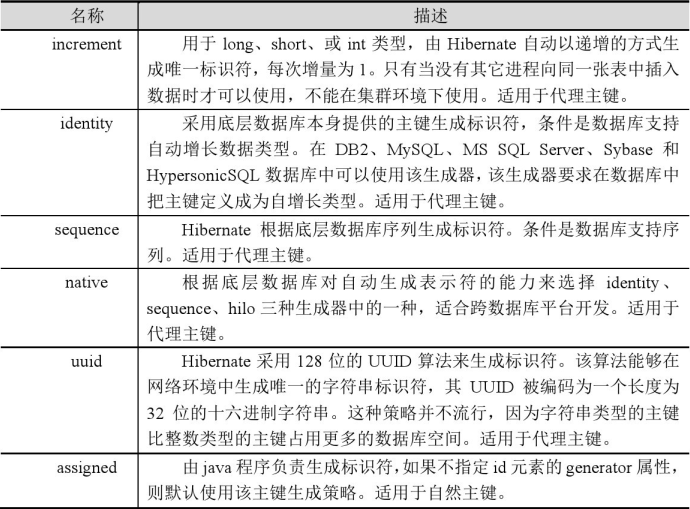 名称 描述
increment 用于 long、short、或 int 类型，由 Hibernate 自动以递增的方式生
成唯一标识符，每次增量为 1。只有当没有其它进程向同一张表中插入
数据时才可以使用，不能在集群环境下使用。适用于代理主键。
identity 采用底层数据库本身提供的主键生成标识符，条件是数据库支持
自动增长数据类型。在 DB2、MySQL、MS SQL Server、Sybase 和
HypersonicSQL 数据库中可以使用该生成器，该生成器要求在数据库中
把主键定义成为自增长类型。适用于代理主键。
sequence Hibernate 根据底层数据库序列生成标识符。条件是数据库支持序
列。适用于代理主键。
native 根据底层数据库对自动生成表示符的能力来选择 identity、
sequence、hilo 三种生成器中的一种，适合跨数据库平台开发。适用于
代理主键。
uuid Hibernate 采用 128 位的 UUID 算法来生成标识符。该算法能够在
网络环境中生成唯一的字符串标识符，其 UUID 被编码为一个长度为
32 位的十六进制字符串。这种策略并不流行，因为字符串类型的主键
比整数类型的主键占用更多的数据库空间。适用于代理主键。
assigned 由 java 程序负责生成标识符，如果不指定 id 元素的 generator 属性，
则默认使用该主键生成策略。适用于自然主键。